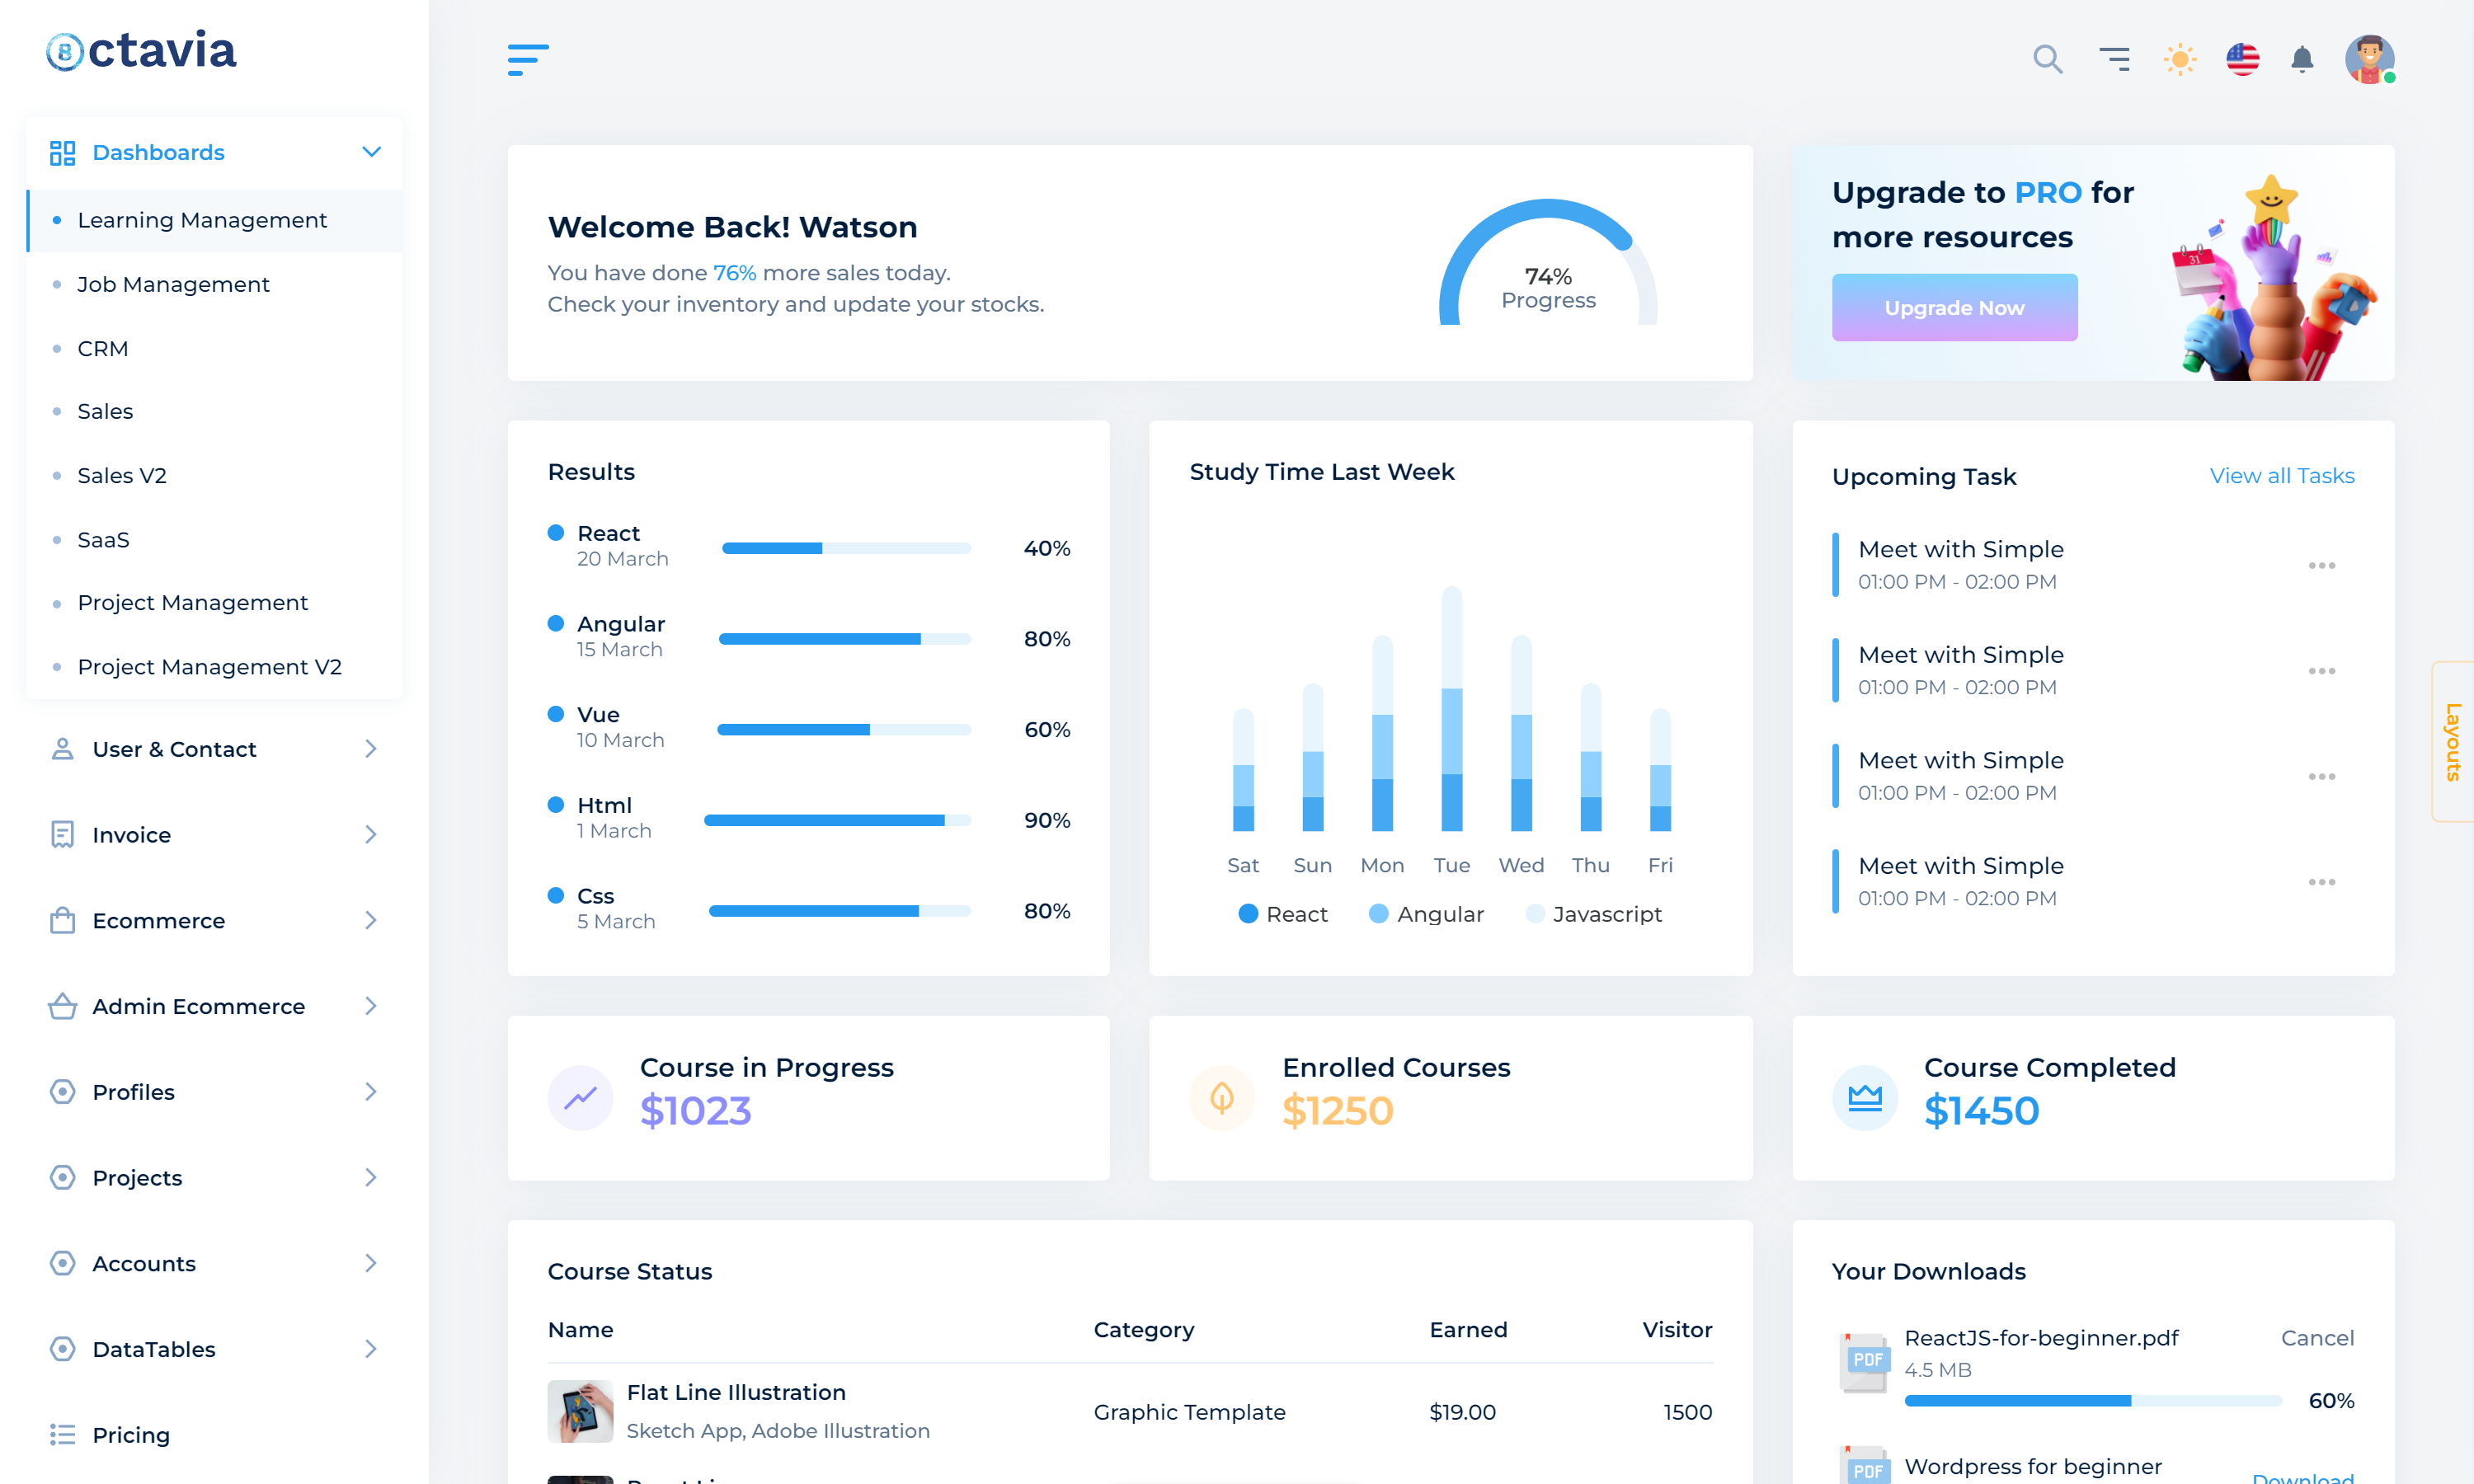 8ctavia
Dashboards
Learning Management
Job Management
CRM
Sales
Sales V2
SaaS
Project Management
Project Management V2
User & Contact
Invoice
Ecommerce
Admin Ecommerce
Profiles
Projects
Accounts
DataTables
Pricing
Welcome Back! Watson
You have done 76% more sales today.
Check your inventory and update your stocks.
74%
Progress
Upgrade to PRO for
more resources
Upgrade Now
31
Results
React
20 March
40%
Angular
15 March
80%
Vue
10 March
60%
Html
1 March
90%
Css
5 March
80%
Study Time Last Week
Sat Sun Mon Tue Wed Thu Fri
React Angular Javascript
Upcoming Task View all Tasks
Meet with Simple
01:00 PM - 02:00 PM
Meet with Simple
01:00 PM - 02:00 PM
Meet with Simple
01:00 PM - 02:00 PM
Meet with Simple
01:00 PM - 02:00 PM
Layouts
Course in Progress
$1023
Enrolled Courses
$1250
Course Completed
$1450
Course Status
Name Category Earned Visitor
Flat Line Illustration
Sketch App, Adobe Illustration
Graphic Template $19.00 1500
Your Downloads
PDF
ReactJS-for-beginner.pdf Cancel
4.5 MB
60%
PDF
Wordpress for beginner
Download